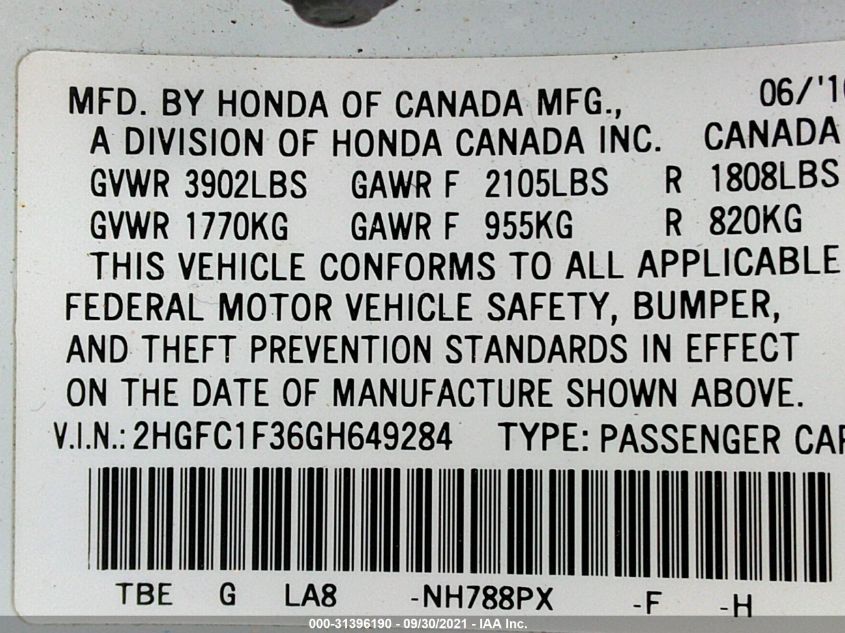 MFD. BY HONDA OF CANADA MFG., 06/'1
A DIVISION OF HONDA CANADA INC. CANADA
GVWR 3902LBS GAWR F 2105LBS R 1808LBS
GVWR 1770KG GAWR F 955KG R 820KG
THIS VEHICLE CONFORMS TO ALL APPLICABLE
FEDERAL MOTOR VEHICLE SAFETY, BUMPER,
AND THEFT PREVENTION STANDARDS IN EFFECT
ON THE DATE OF MANUFACTURE SHOWN ABOVE.
V.I.N.: 2HGFC1F36GH649284 TYPE: PASSENGER CAR
TBE G LA8 -NH788PX -F -H
000-31396190 - 09/30/2021 - IAA Inc.